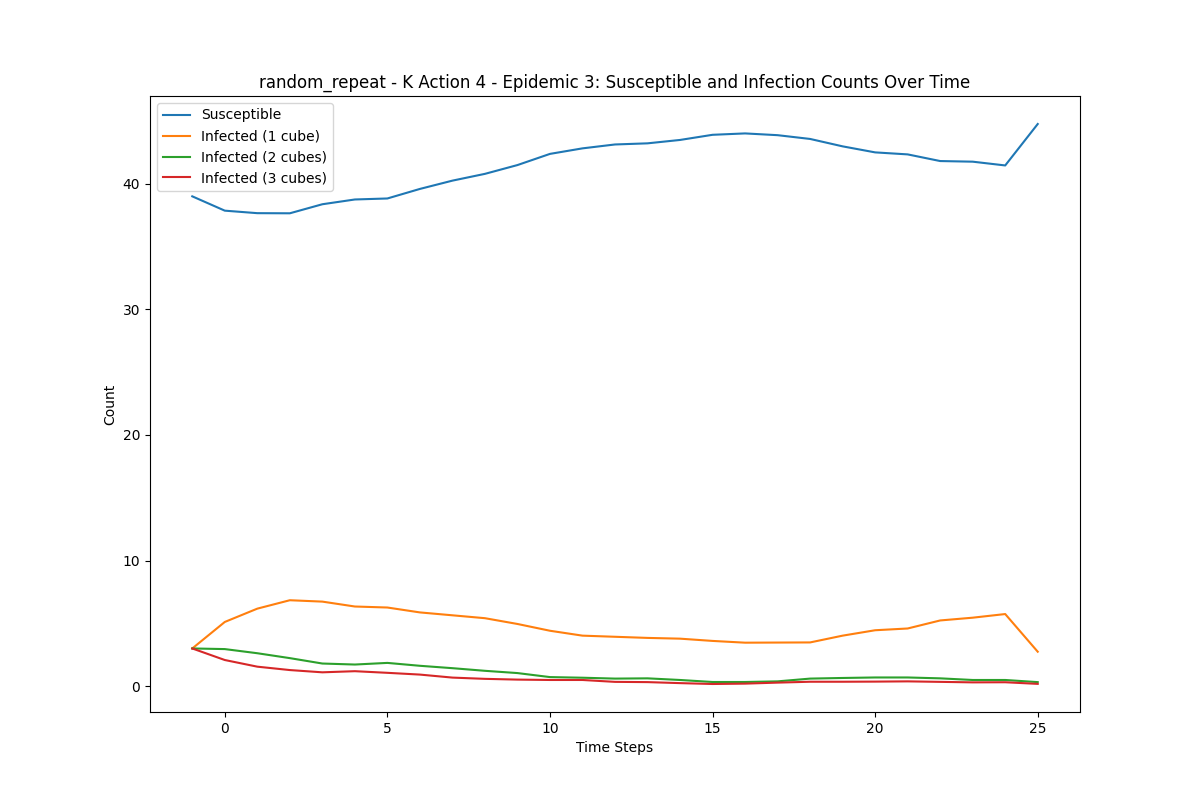 random_repeat - K Action 4 - Epidemic 3: Susceptible and Infection Counts Over Time
Susceptible
Infected (1 cube)
Infected (2 cubes)
Infected (3 cubes)
40
30
20
10
0
Count
0 5 10 15 20 25
Time Steps